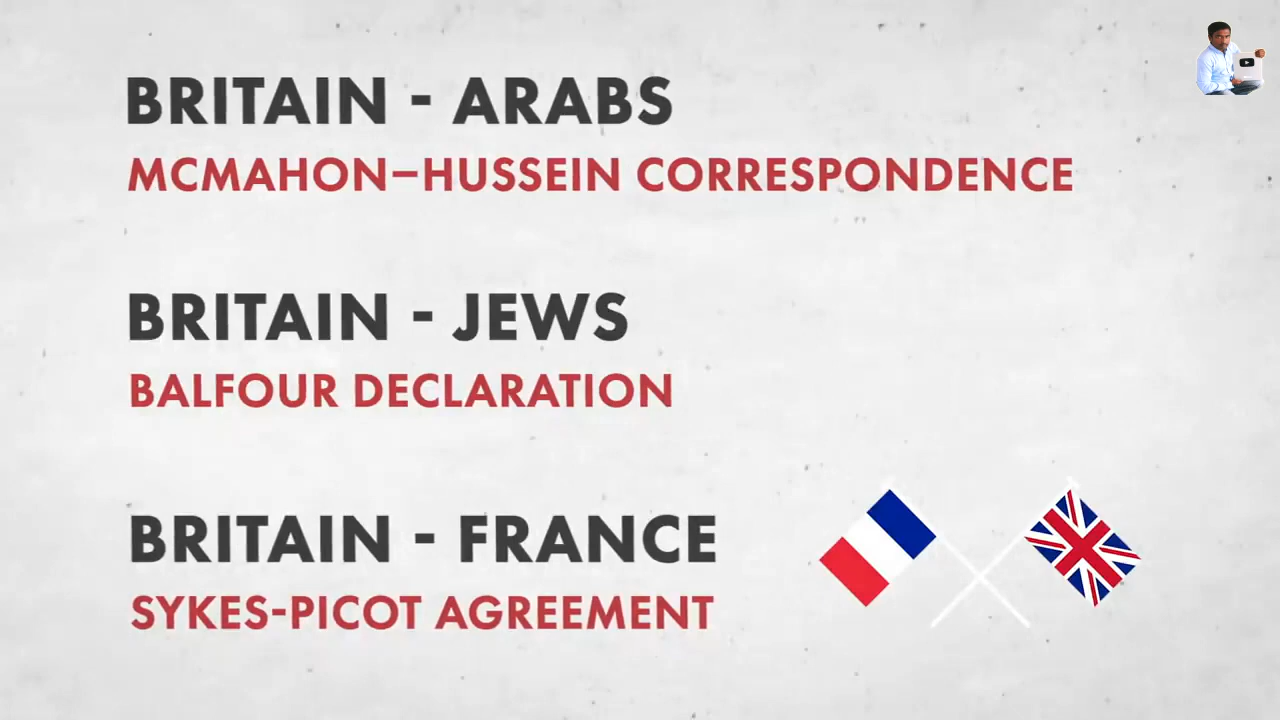 BRITAIN - ARABS
MCMAHON–HUSSEIN CORRESPONDENCE
BRITAIN - JEWS
BALFOUR DECLARATION
BRITAIN - FRANCE
SYKES-PICOT AGREEMENT